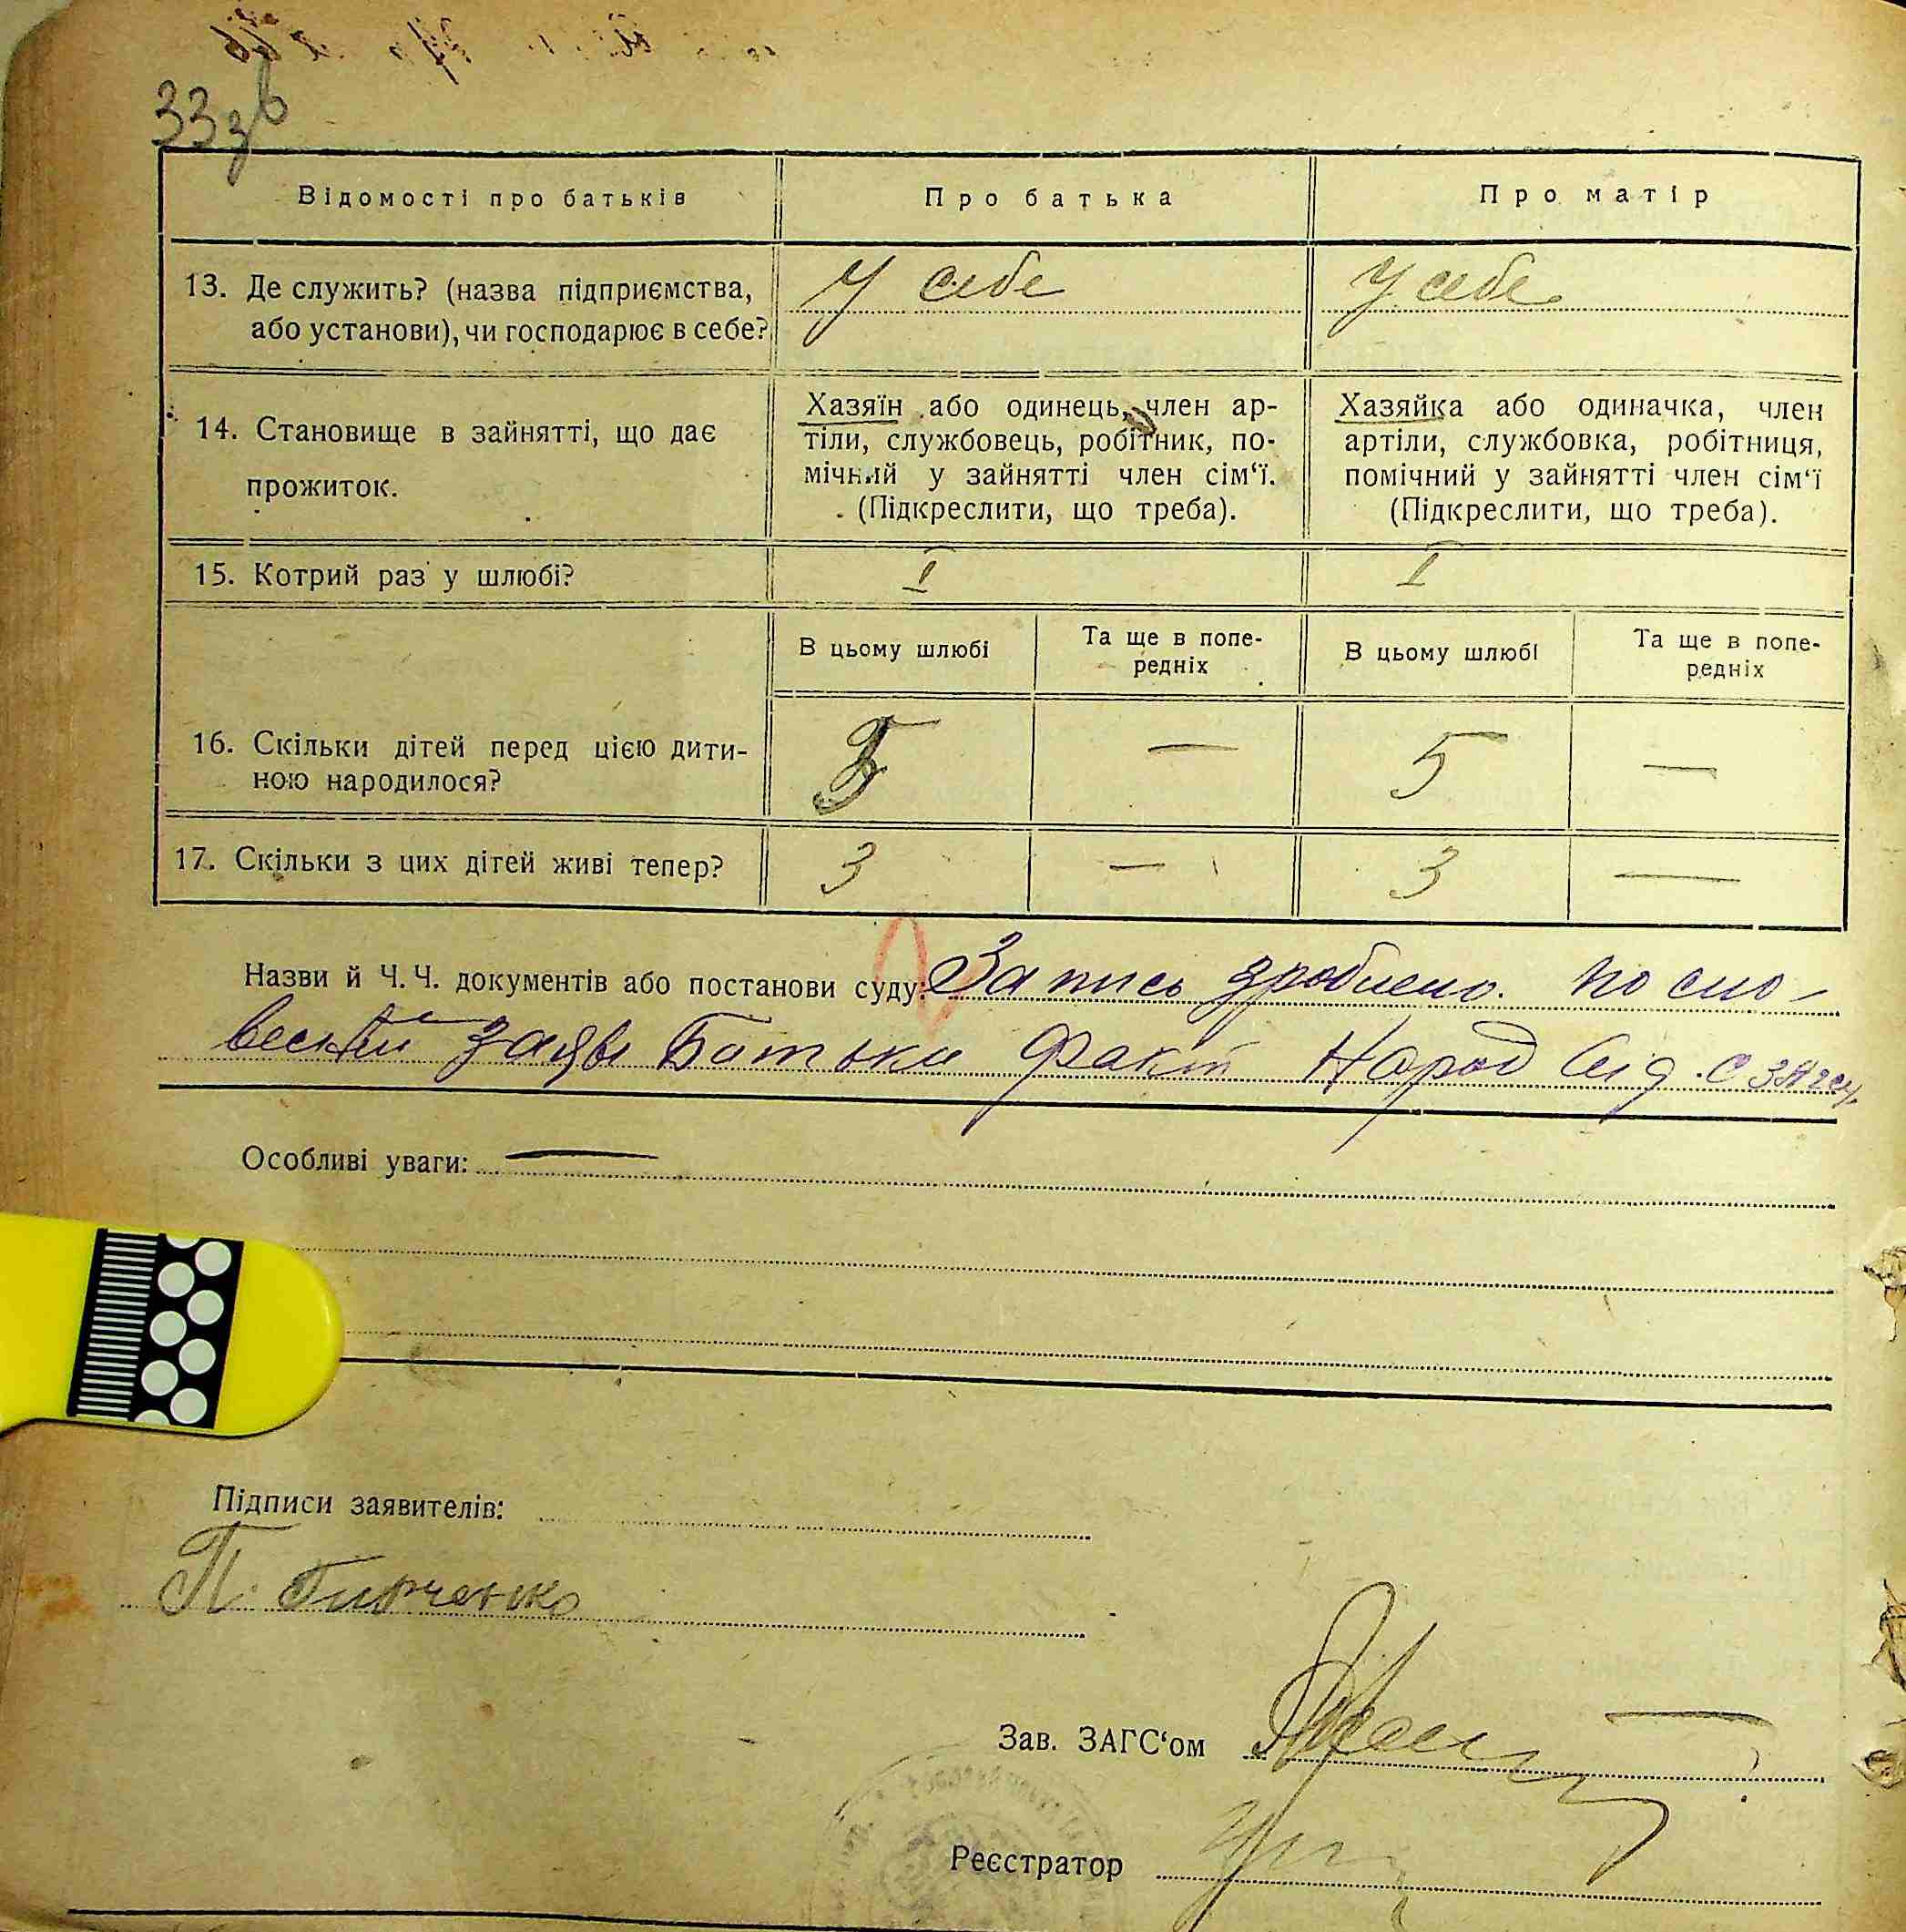 33зв
Відомості про батьків
Про батька
Про матір
13. Де служить? (назва підприємства,
або установи), чи господарює в себе?
У себе
У себе
14. Становище в зайнятті, що дає
прожиток.
Хазяїн або одинець, член ар-
тіли, службовець, робітник, по-
мічний у зайнятті член сім‘ї.
(Підкреслити, що треба).
Хазяйка або одиначка, член
артіли, службовка, робітниця,
помічний у зайнятті член сім‘ї
(Підкреслити, що треба).
15. Котрий раз у шлюбі?
I
I
В цьому шлюбі
Та ще в попе-
редніх
В цьому шлюбі
Та ще в попе-
редніх
16. Скільки дітей перед цією дити-
ною народилося?
5
—
5
—
17. Скільки з цих дітей живі тепер?
3
—
3
—
Назви й Ч. Ч. документів або постанови суду: Запись зроблено по сло-
весній заяві Батька Факт Народ
Особливі уваги: —
Підписи заявителів:
П.
Зав. ЗАГС‘ом
Реєстратор